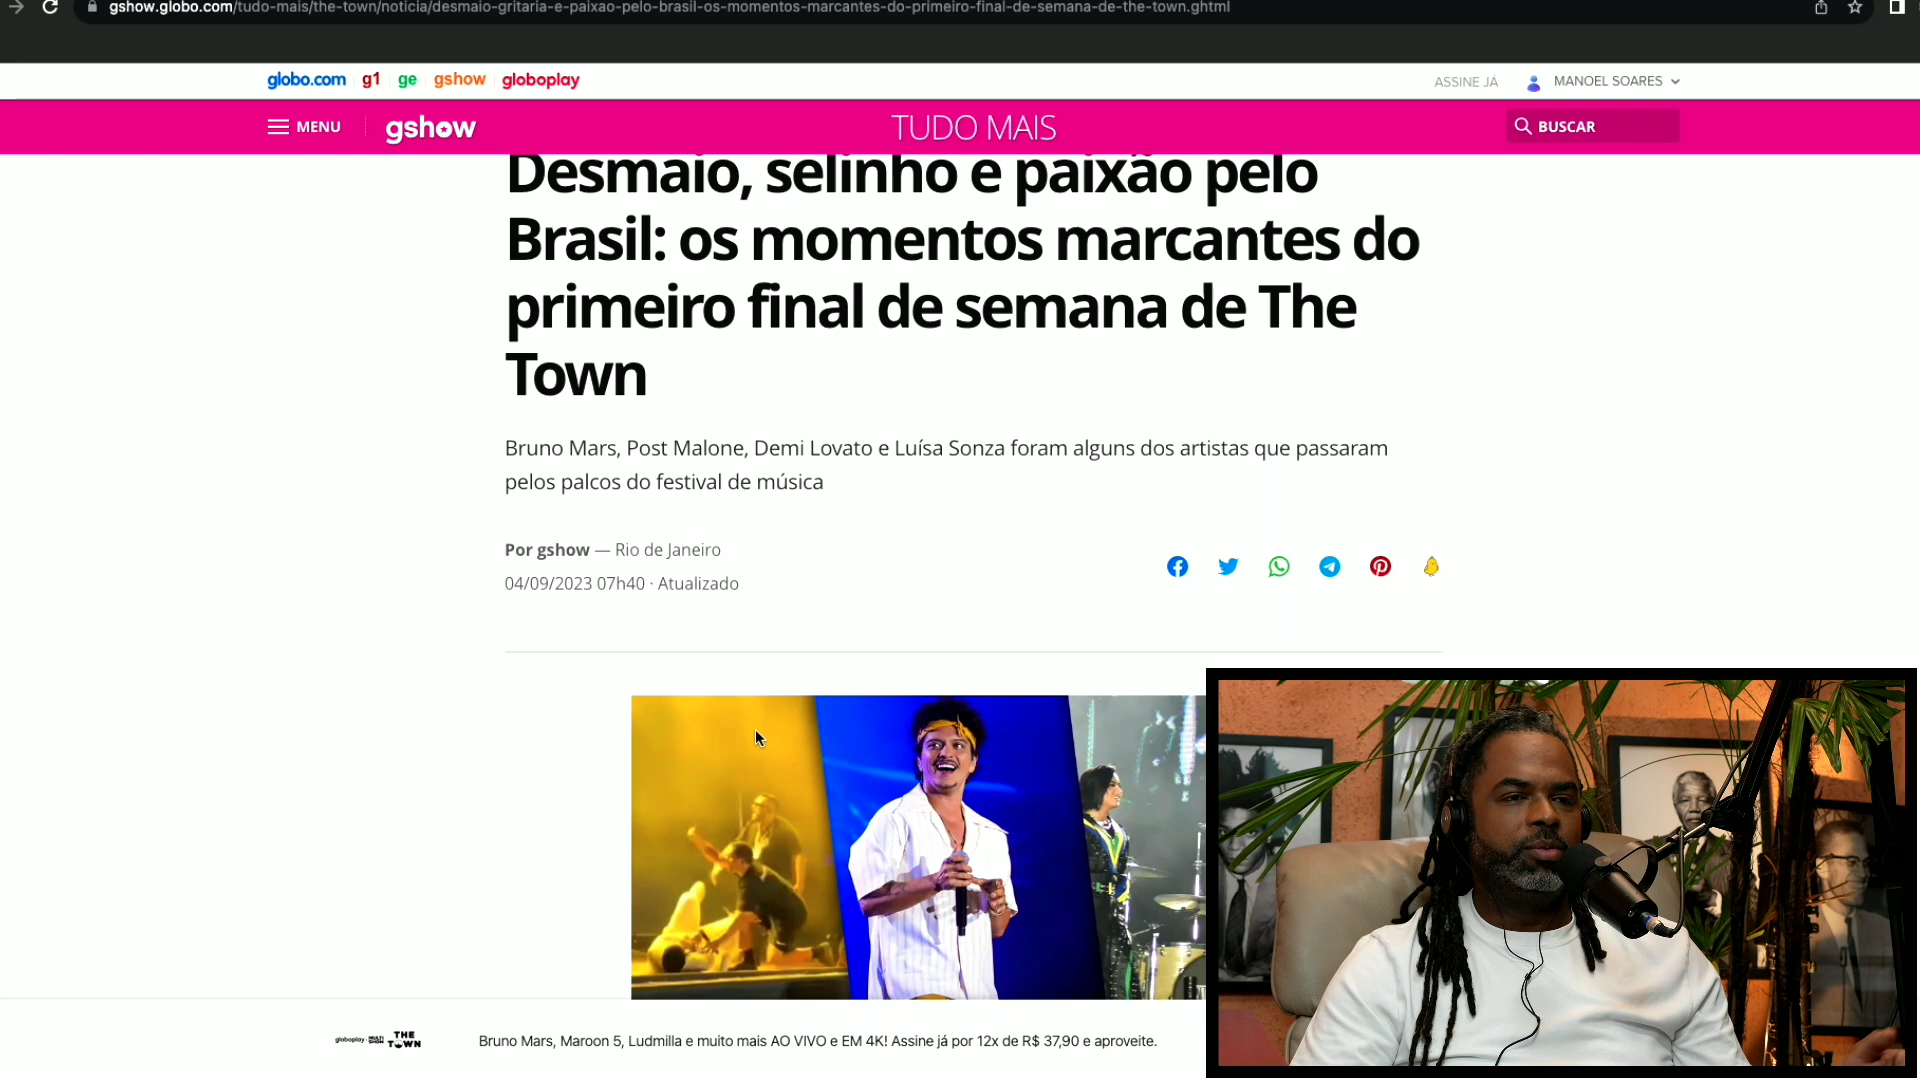 gshow.globo.com/tudo-mais/the-town/noticia/desmaio-gritaria-e-paixao-pelo-brasil-os-momentos-marcantes-do-primeiro-final-de-semana-de-the-town.ghtml
globo.com g1 ge gshow globoplay
ASSINE JÁ MANOEL SOARES
MENU gshow TUDO MAIS BUSCAR
Desmaio, selinho e paixão pelo
Brasil: os momentos marcantes do
primeiro final de semana de The
Town
Bruno Mars, Post Malone, Demi Lovato e Luísa Sonza foram alguns dos artistas que passaram
pelos palcos do festival de música
Por gshow — Rio de Janeiro
04/09/2023 07h40 · Atualizado
globoplay THE TOWN
Bruno Mars, Maroon 5, Ludmilla e muito mais AO VIVO e EM 4K! Assine já por 12x de R$ 37,90 e aproveite.